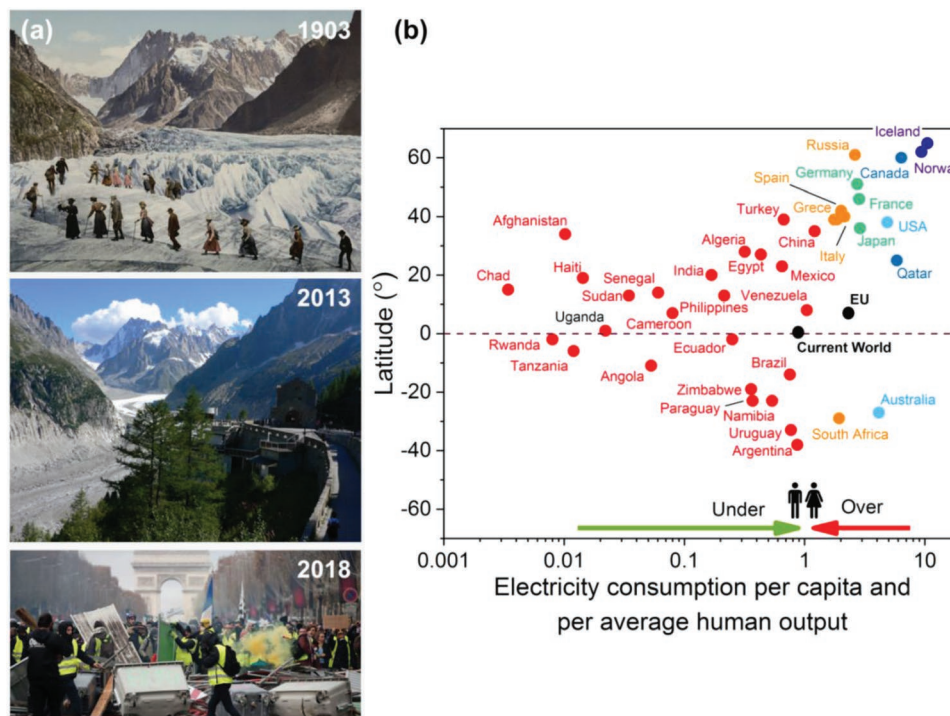 (a)
1903
2013
2018
(b)
Latitude (°)
60
40
20
0
-20
-40
-60
Iceland
Norwa
Russia
Canada
Germany
Spain
France
Greece
USA
Turkey
Japan
Italy
China
Qatar
Afghanistan
Algeria
Egypt
Mexico
India
Chad
Haiti
Senegal
Sudan
Philippines
Venezuela
EU
Uganda
Cameroon
Current World
Rwanda
Tanzania
Ecuador
Angola
Brazil
Zimbabwe
Paraguay
Namibia
Australia
Uruguay
South Africa
Argentina
Under
Over
0.001
0.01
0.1
1
10
Electricity consumption per capita and
per average human output